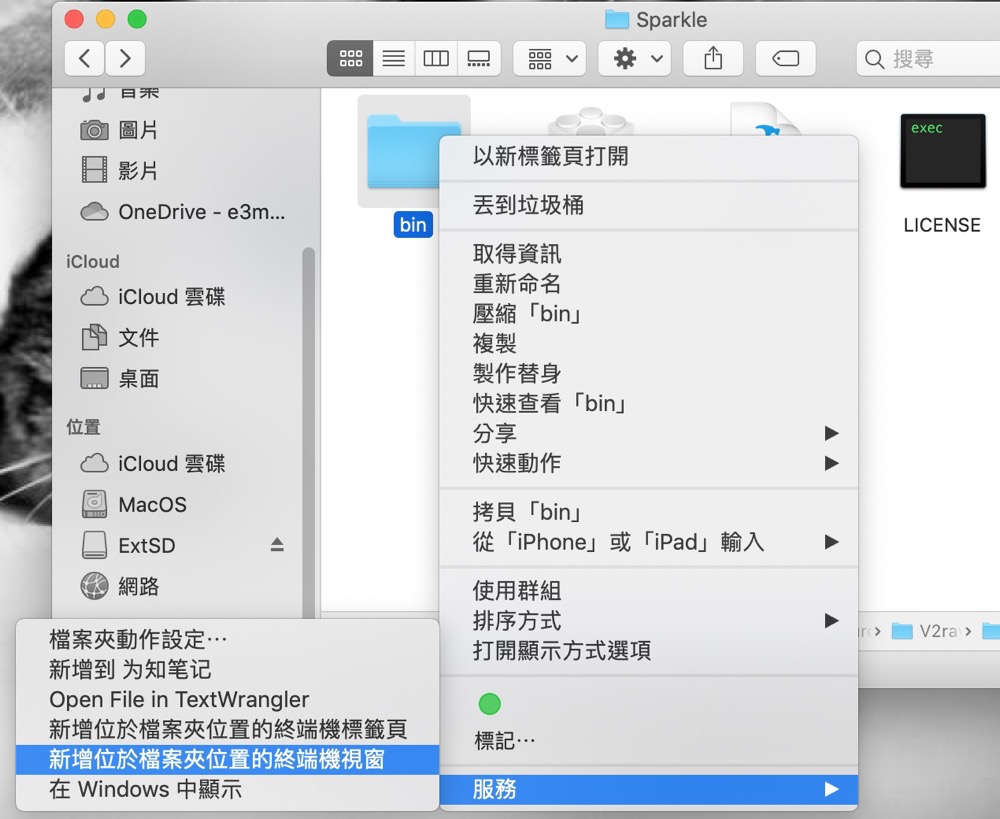 Sparkle
搜尋
音樂
圖片
影片
OneDrive - e3m...
iCloud
iCloud 雲碟
文件
桌面
位置
iCloud 雲碟
MacOS
ExtSD
網路
bin
exec
LICENSE
以新標籤頁打開
丟到垃圾桶
取得資訊
重新命名
壓縮「bin」
複製
製作替身
快速查看「bin」
分享
快速動作
拷貝「bin」
從「iPhone」或「iPad」輸入
使用群組
排序方式
打開顯示方式選項
標記⋯
服務
檔案夾動作設定⋯
新增到 为知笔记
Open File in TextWrangler
新增位於檔案夾位置的終端機標籤頁
新增位於檔案夾位置的終端機視窗
在 Windows 中顯示
V2ra